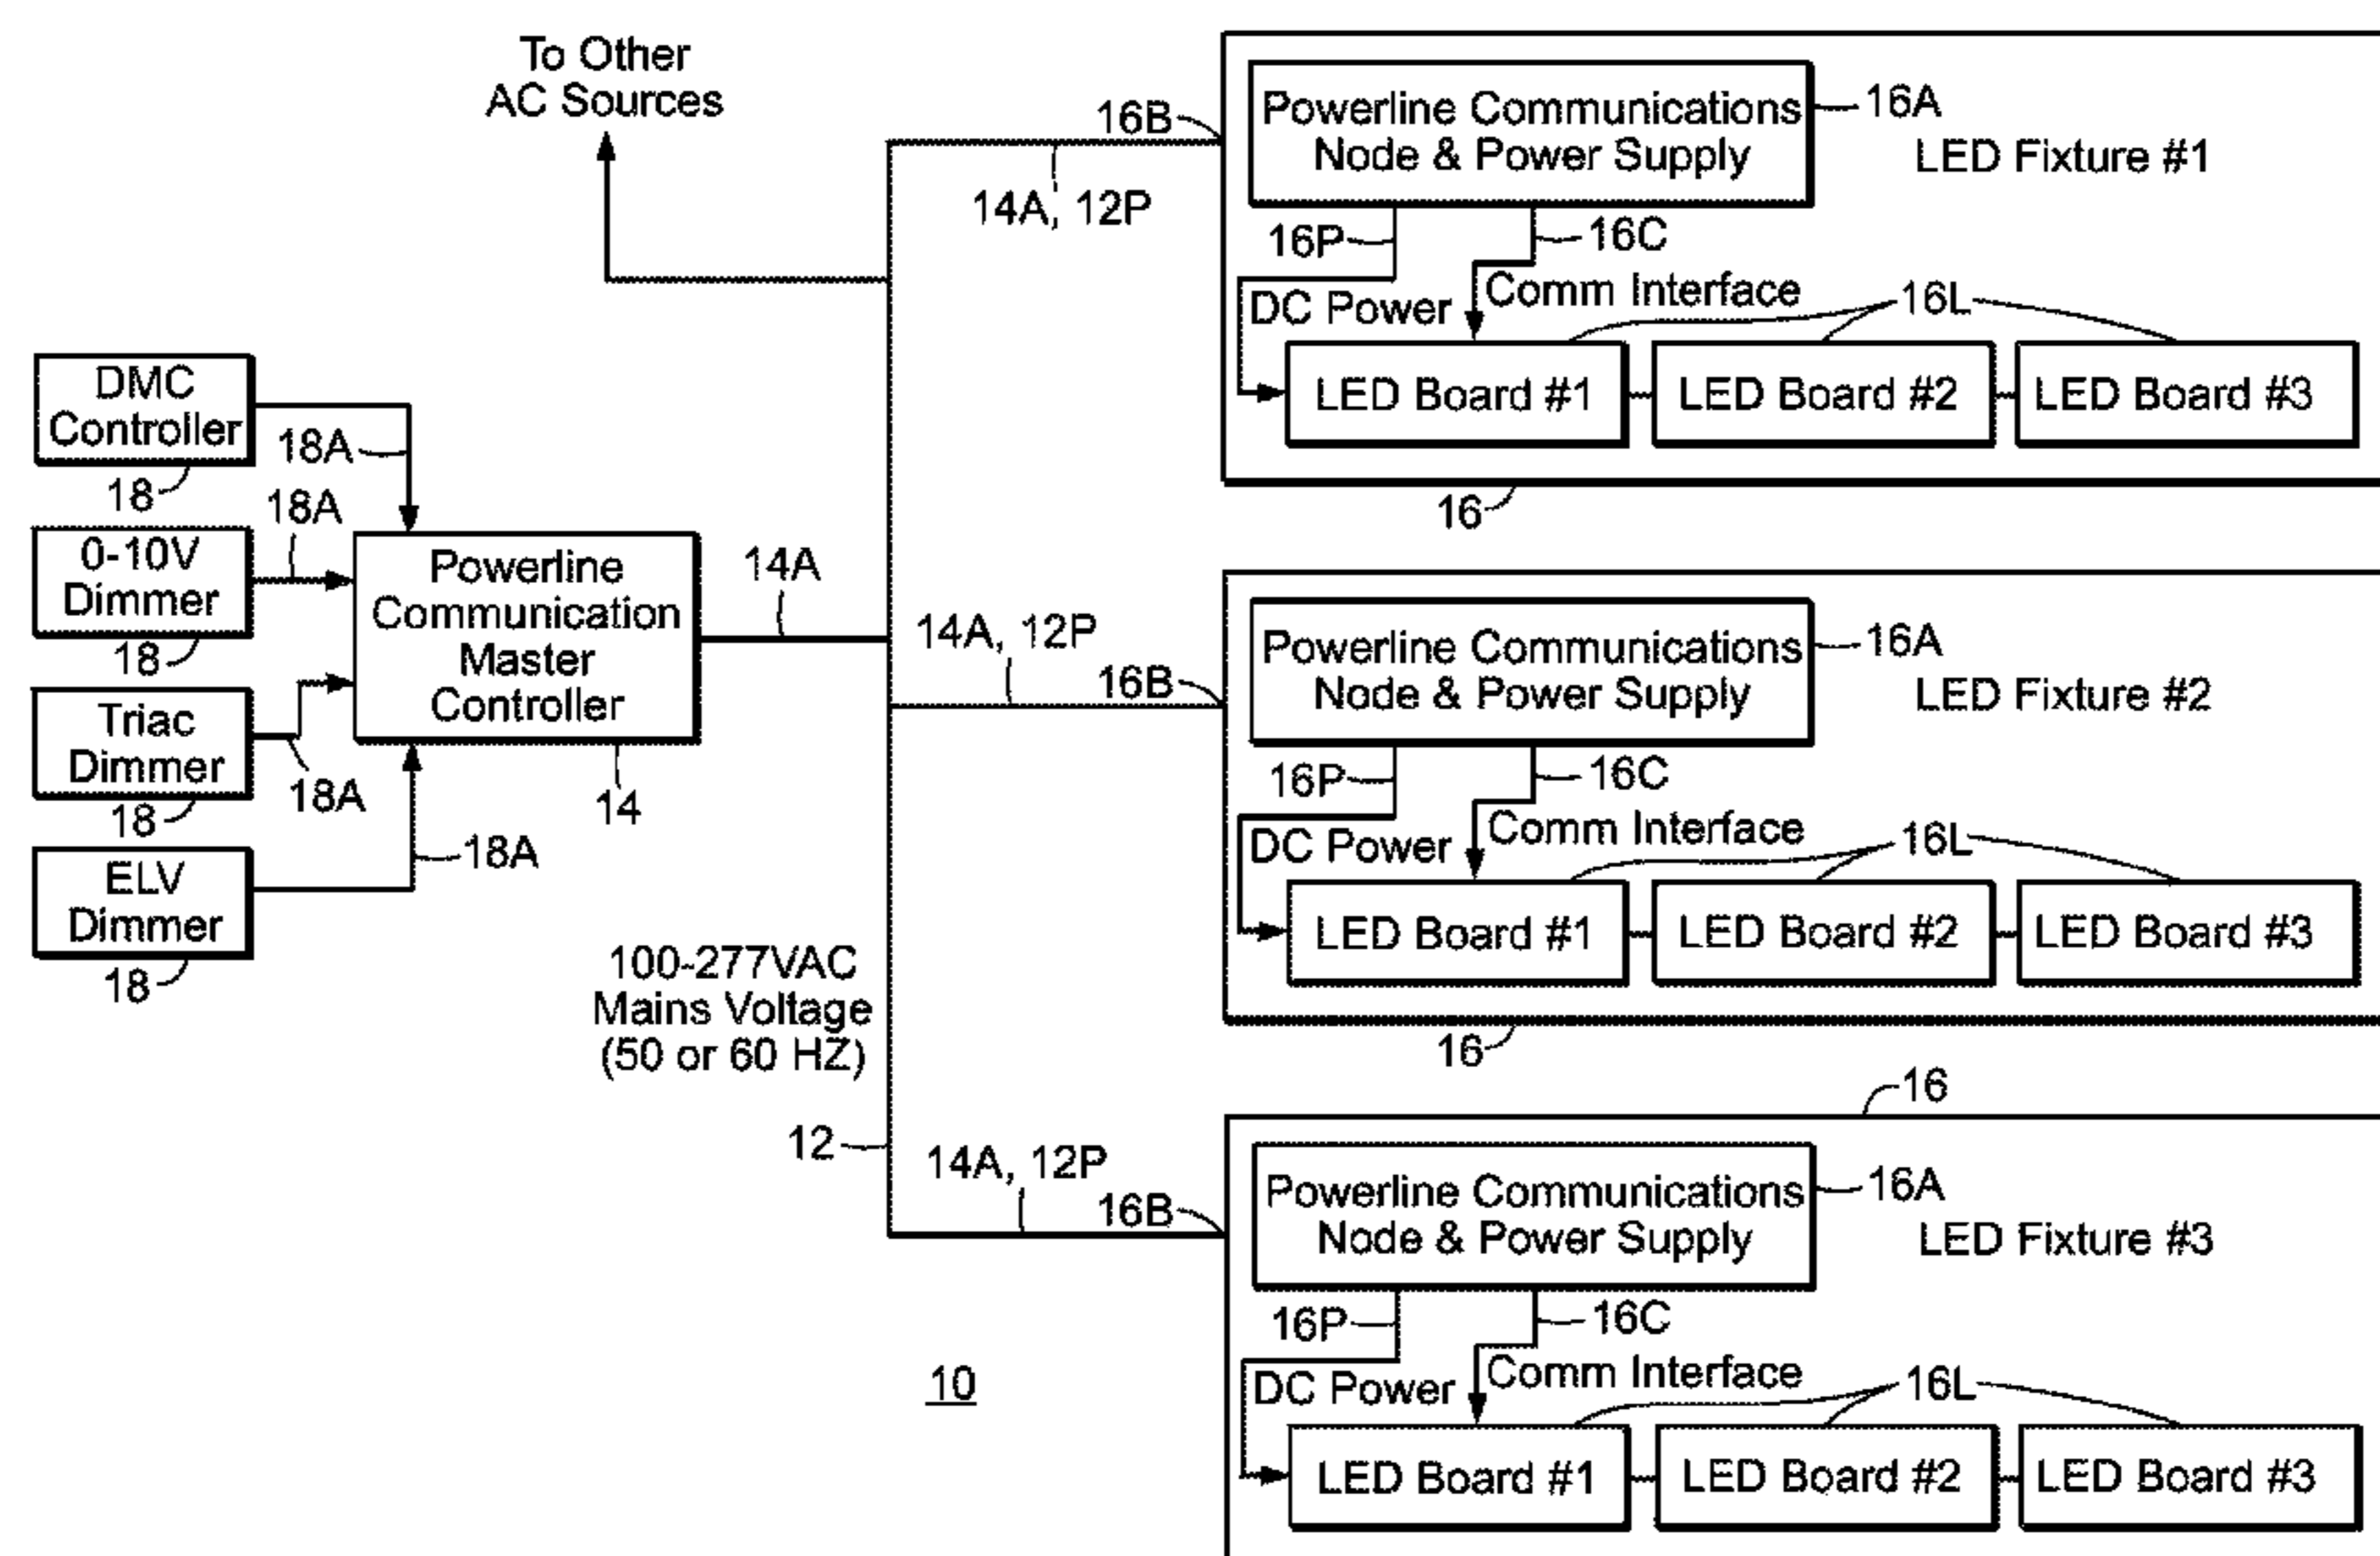 To Other
AC Sources
DMC
Controller
18
18A
0-10V
Dimmer
18
18A
Triac
Dimmer
18
18A
ELV
Dimmer
18
18A
Powerline
Communication
Master
Controller
14
14A
100-277VAC
Mains Voltage
(50 or 60 HZ)
12
10
14A, 12P
16B
Powerline Communications
Node & Power Supply
16A
LED Fixture #1
16P
16C
DC Power
Comm Interface
16L
LED Board #1
LED Board #2
LED Board #3
16
14A, 12P
16B
Powerline Communications
Node & Power Supply
16A
LED Fixture #2
16P
16C
DC Power
Comm Interface
16L
LED Board #1
LED Board #2
LED Board #3
16
16
14A, 12P
16B
Powerline Communications
Node & Power Supply
16A
LED Fixture #3
16P
16C
DC Power
Comm Interface
16L
LED Board #1
LED Board #2
LED Board #3